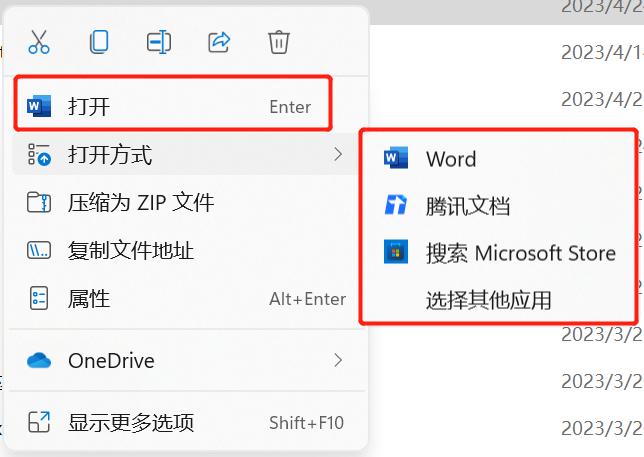 2023/4/2
2023/4/1
打开 Enter
2023/4/2
打开方式
Word
压缩为 ZIP 文件
腾讯文档
复制文件地址
搜索 Microsoft Store
属性 Alt+Enter
选择其他应用
2023/3/2
OneDrive
2023/3/2
显示更多选项 Shift+F10
2023/3/2